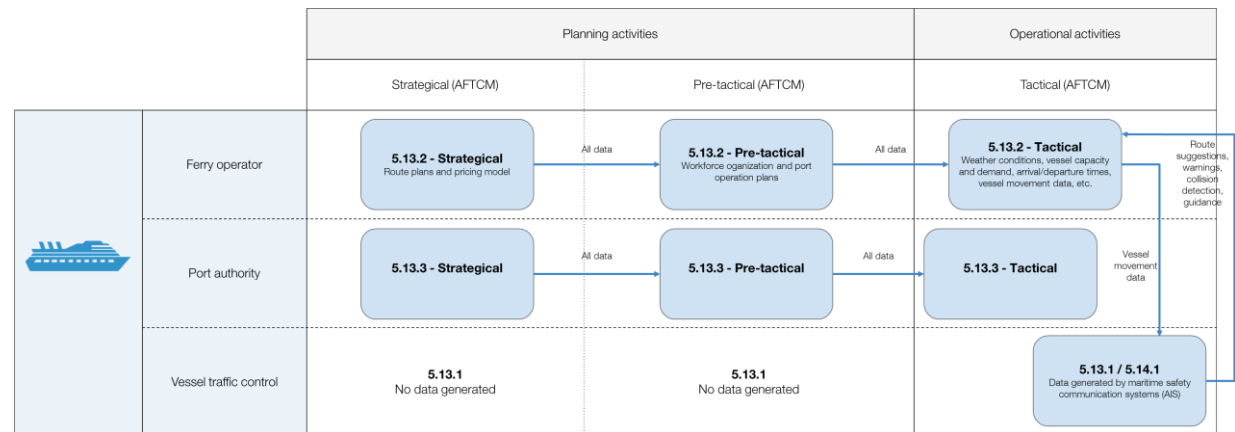 Planning activities
Operational activities
Strategical (AFTCM)
Pre-tactical (AFTCM)
Tactical (AFTCM)
Ferry operator
5.13.2 - Strategical
Route plans and pricing model
All data
5.13.2 - Pre-tactical
Workforce oganization and port
operation plans
All data
5.13.2 - Tactical
Weather conditions, vessel capacity
and demand, arrival/departure times,
vessel movement data, etc.
Route
suggestions,
warnings,
collision
detection,
guidance
Port authority
5.13.3 - Strategical
All data
5.13.3 - Pre-tactical
All data
5.13.3 - Tactical
Vessel
movement
data
Vessel traffic control
5.13.1
No data generated
5.13.1
No data generated
5.13.1 / 5.14.1
Data generated by maritime safety
communication systems (AIS)